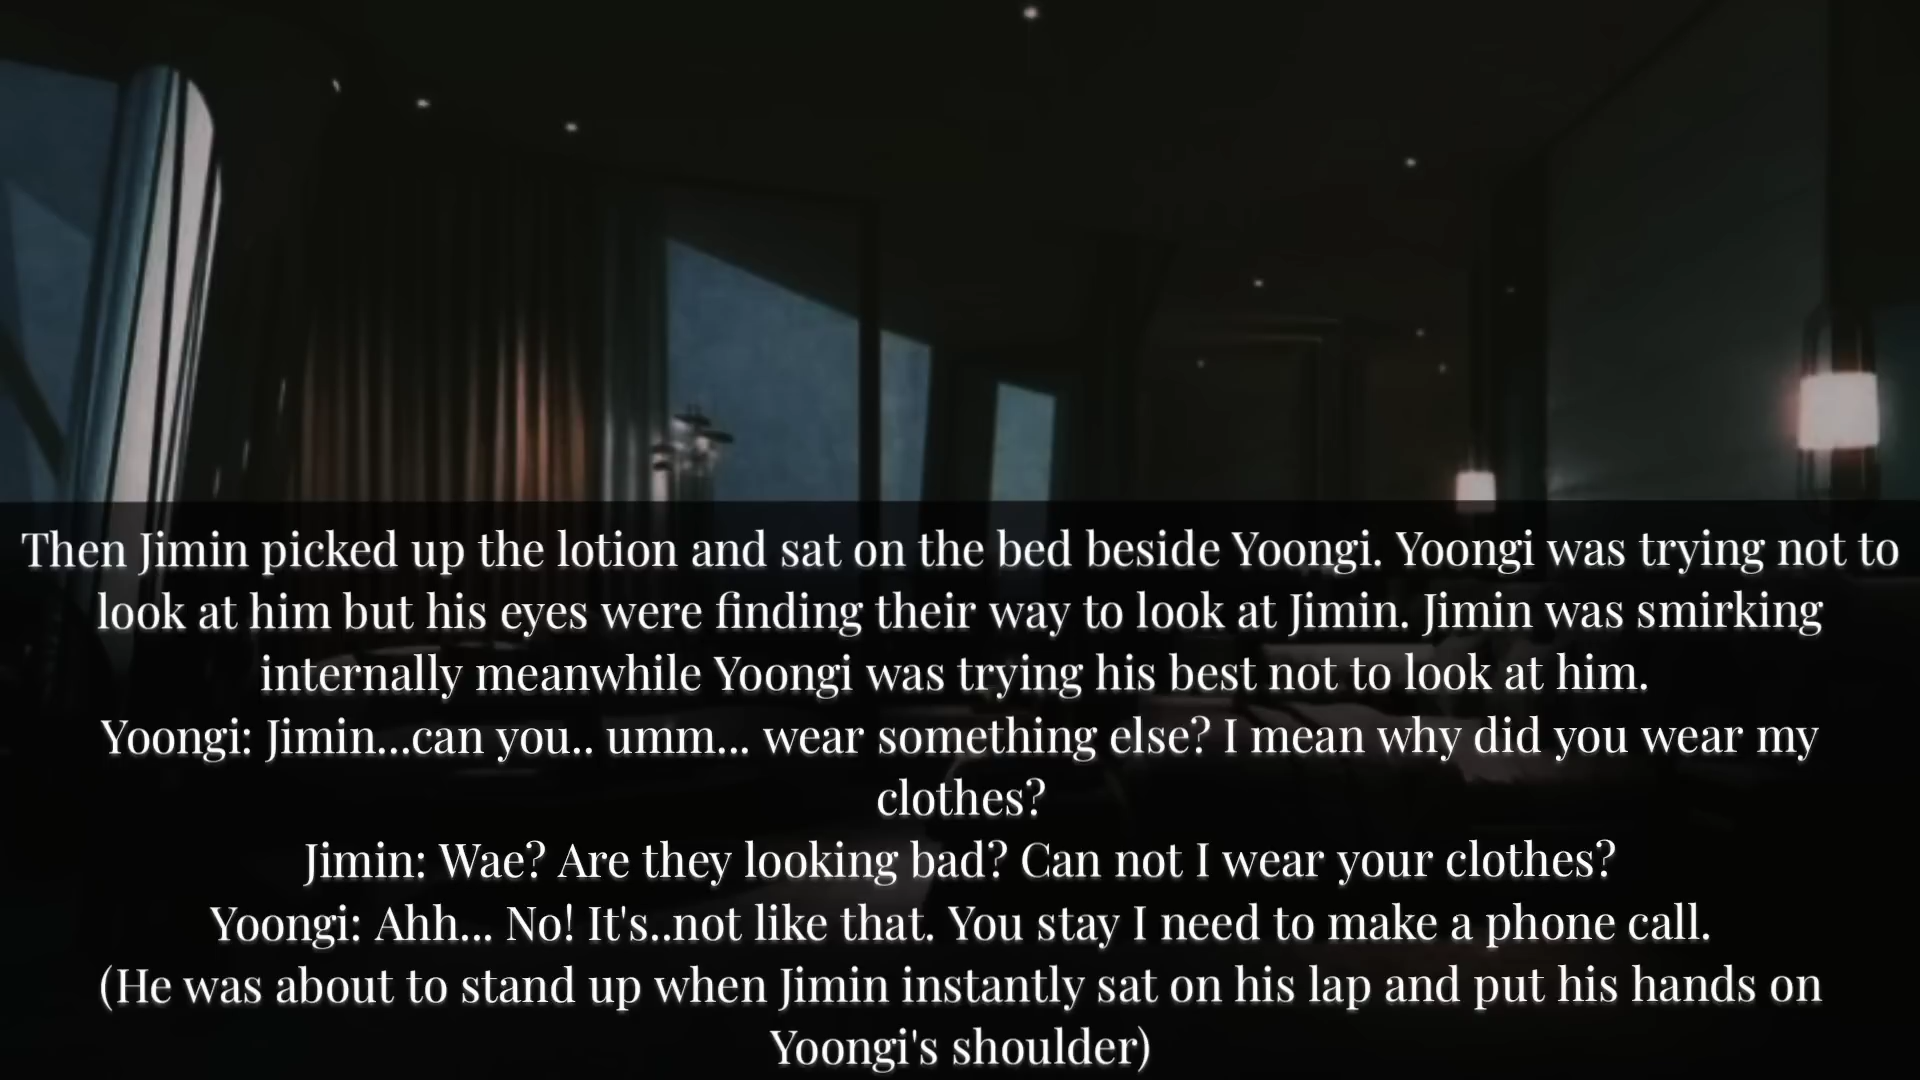 Then Jimin picked up the lotion and sat on the bed beside Yoongi. Yoongi was trying not to
look at him but his eyes were finding their way to look at Jimin. Jimin was smirking
internally meanwhile Yoongi was trying his best not to look at him.
Yoongi: Jimin...can you.. umm... wear something else? I mean why did you wear my
clothes?
Jimin: Wae? Are they looking bad? Can not I wear your clothes?
Yoongi: Ahh... No! It's..not like that. You stay I need to make a phone call.
(He was about to stand up when Jimin instantly sat on his lap and put his hands on
Yoongi's shoulder)